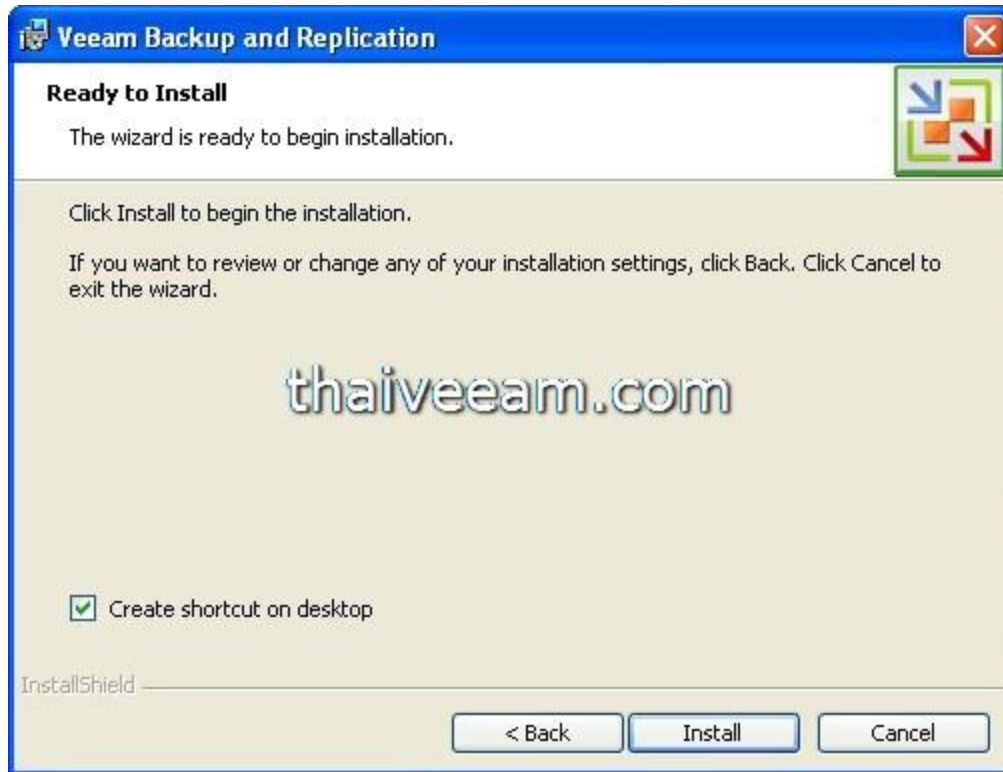 Veeam Backup and Replication
Ready to Install
The wizard is ready to begin installation.
Click Install to begin the installation.
If you want to review or change any of your installation settings, click Back. Click Cancel to
exit the wizard.
thaiveeam.com
Create shortcut on desktop
InstallShield
< Back
Install
Cancel